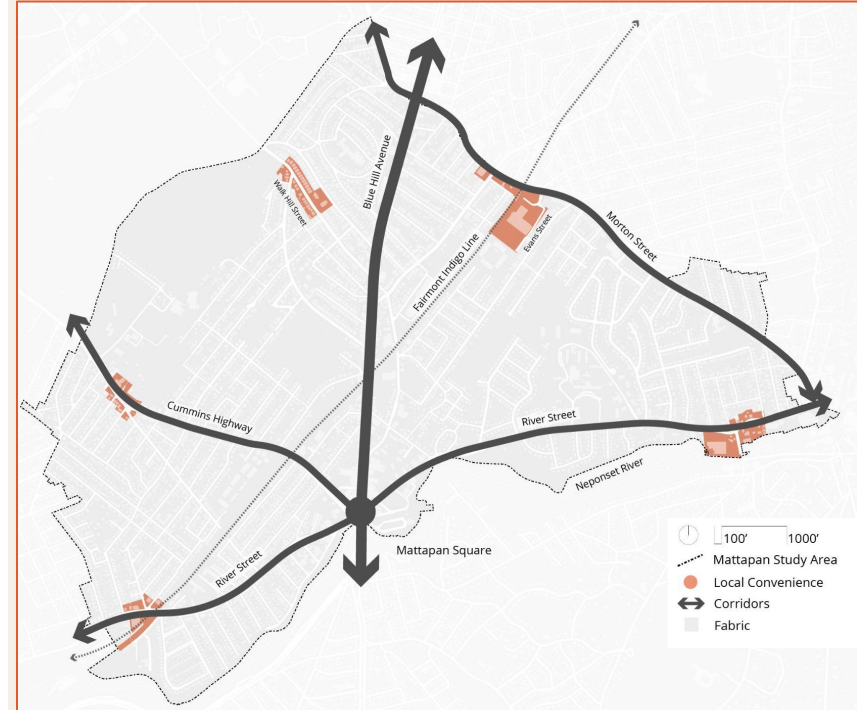 Blue Hill Avenue
Walk Hill Street
Fairmont Indigo Line
Evans Street
Morton Street
Cummins Highway
River Street
Neponset River
River Street
Mattapan Square
100' 1000'
Mattapan Study Area
Local Convenience
Corridors
Fabric